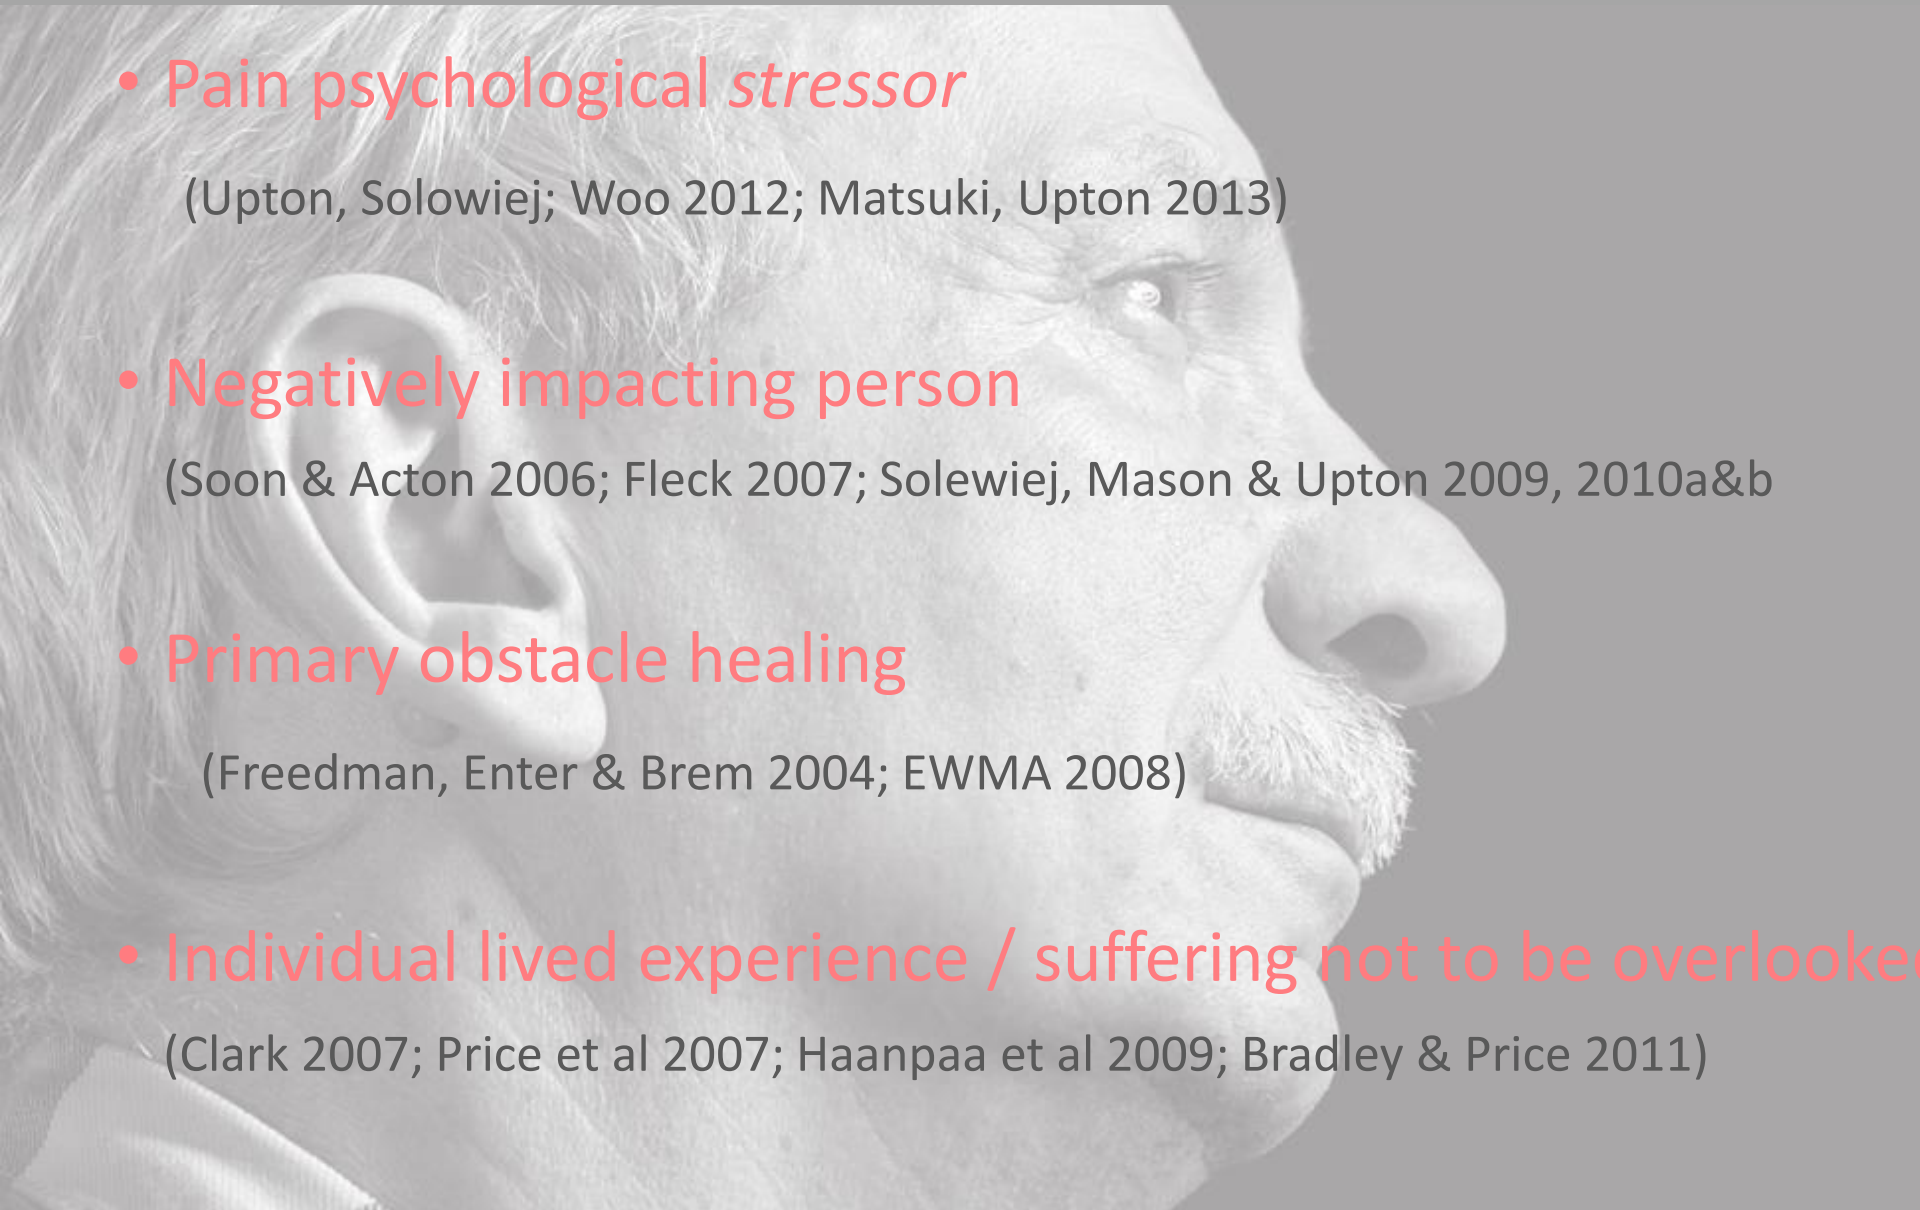 • Pain psychological stressor
(Upton, Solowiej; Woo 2012; Matsuki, Upton 2013)
• Negatively impacting person
(Soon & Acton 2006; Fleck 2007; Solewiej, Mason & Upton 2009, 2010a&b
• Primary obstacle healing
(Freedman, Enter & Brem 2004; EWMA 2008)
• Individual lived experience / suffering not to be overlooked
(Clark 2007; Price et al 2007; Haanpaa et al 2009; Bradley & Price 2011)